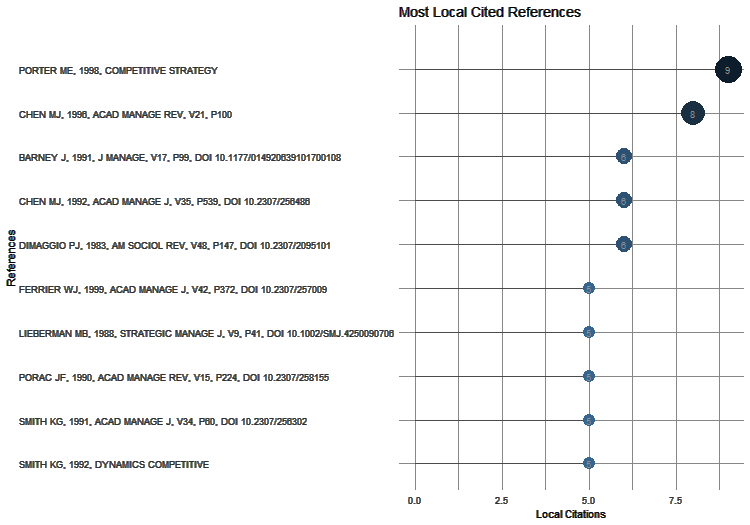 Most Local Cited References
PORTER ME, 1998, COMPETITIVE STRATEGY
9
CHEN MJ, 1996, ACAD MANAGE REV, V21, P100
8
BARNEY J, 1991, J MANAGE, V17, P99, DOI 10.1177/014920639101700108
6
CHEN MJ, 1992, ACAD MANAGE J, V35, P539, DOI 10.2307/256486
6
DIMAGGIO PJ, 1983, AM SOCIOL REV, V48, P147, DOI 10.2307/2095101
6
References
FERRIER WJ, 1999, ACAD MANAGE J, V42, P372, DOI 10.2307/257009
5
LIEBERMAN MB, 1988, STRATEGIC MANAGE J, V9, P41, DOI 10.1002/SMJ.4250090706
5
PORAC JF, 1990, ACAD MANAGE REV, V15, P224, DOI 10.2307/258155
5
SMITH KG, 1991, ACAD MANAGE J, V34, P60, DOI 10.2307/256302
5
SMITH KG, 1992, DYNAMICS COMPETITIVE
5
0.0 2.5 5.0 7.5
Local Citations